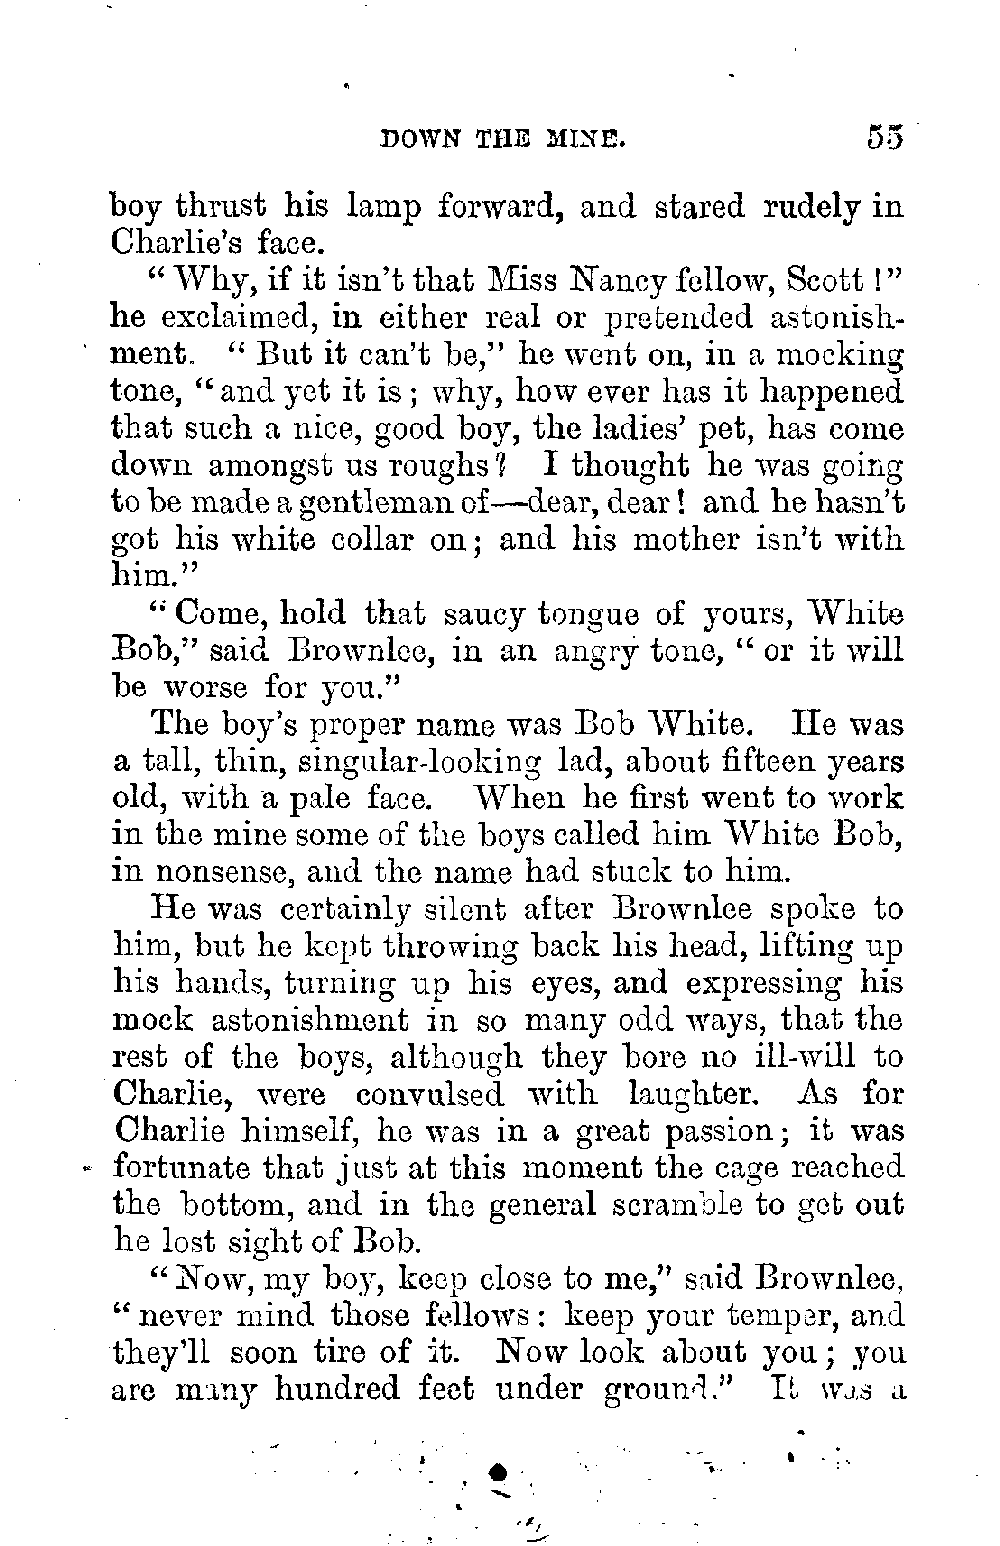 DOWN THE MINE. 55
boy thrust his lamp forward, and stared rudely in
Charlie's face.
"Why, if it isn't that Miss Nancy fellow, Scott!"
he exclaimed, in either real or pretended astonish-
ment. "But it can't be," he went on, in a mocking
tone, "and yet it is; why, how ever has it happened
that such a nice, good boy, the ladies' pet, has come
down amongst us roughs? I thought he was going
to be made a gentleman of—dear, dear! and he hasn't
got his white collar on; and his mother isn't with
him."
"Come, hold that saucy tongue of yours, White
Bob," said Brownlee, in an angry tone, "or it will
be worse for you."
The boy's proper name was Bob White. He was
a tall, thin, singular-looking lad, about fifteen years
old, with a pale face. When he first went to work
in the mine some of the boys called him White Bob,
in nonsense, and the name had stuck to him.
He was certainly silent after Brownlee spoke to
him, but he kept throwing back his head, lifting up
his hands, turning up his eyes, and expressing his
mock astonishment in so many odd ways, that the
rest of the boys, although they bore no ill-will to
Charlie, were convulsed with laughter. As for
Charlie himself, he was in a great passion; it was
fortunate that just at this moment the cage reached
the bottom, and in the general scramble to get out
he lost sight of Bob.
"Now, my boy, keep close to me," said Brownlee,
"never mind those fellows: keep your temper, and
they'll soon tire of it. Now look about you; you
are many hundred feet under ground." It was a